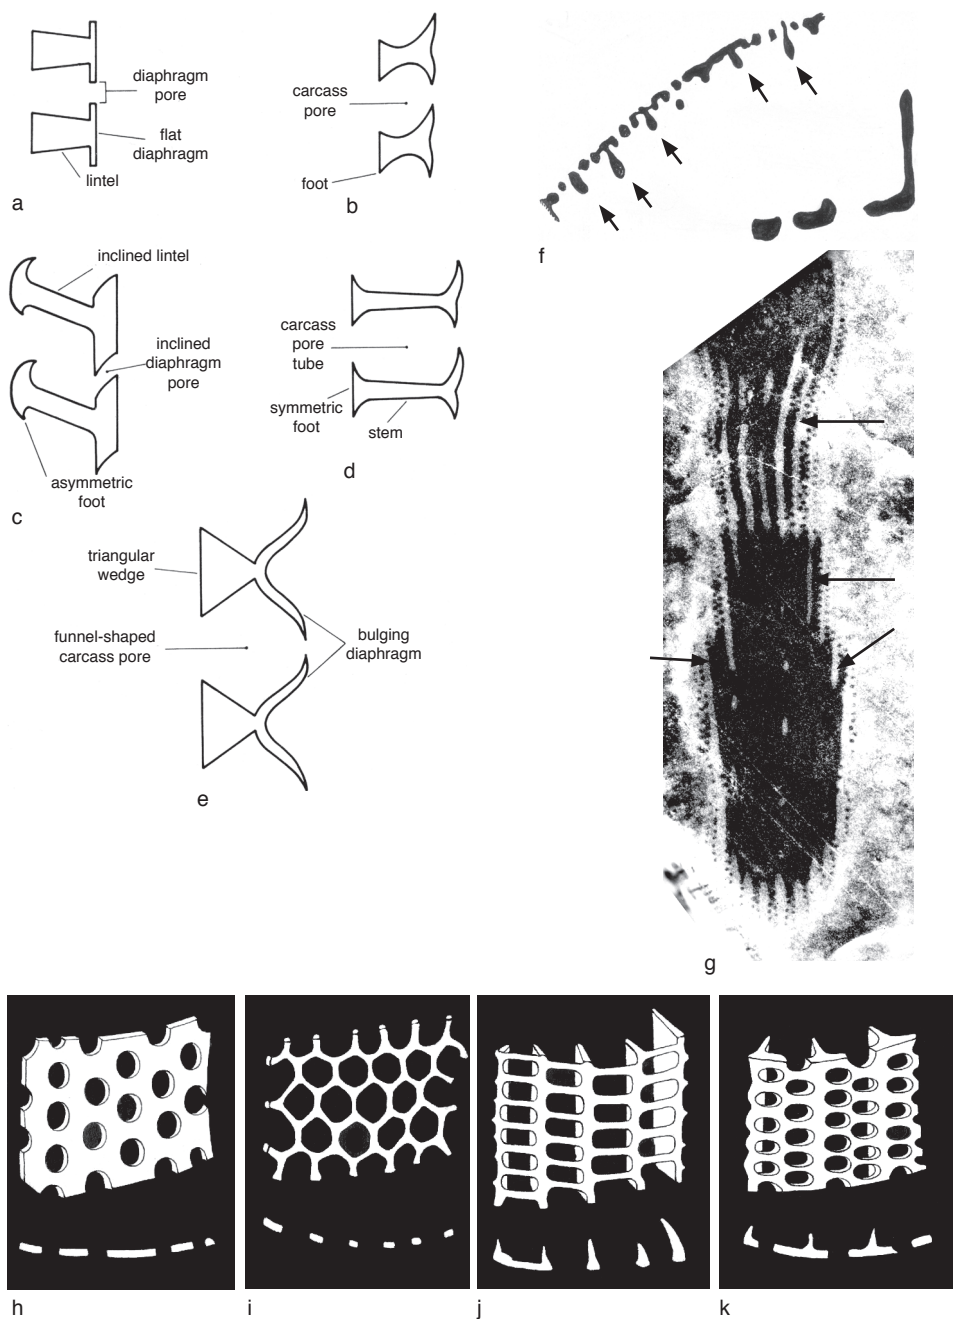 diaphragm
pore
flat
diaphragm
lintel
a
carcass
pore
foot
b
f
inclined lintel
inclined
diaphragm
pore
asymmetric
foot
c
carcass
pore
tube
symmetric
foot
stem
d
triangular
wedge
funnel-shaped
carcass pore
bulging
diaphragm
e
g
h
i
j
k